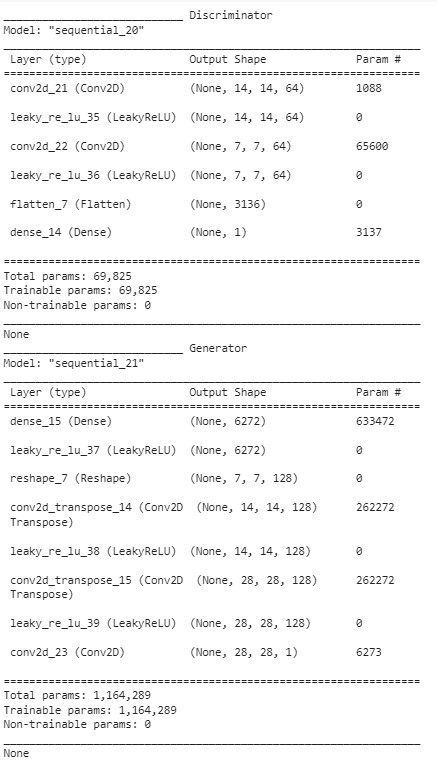 ____________________________ Discriminator
Model: "sequential_20"
_________________________________________________________________
Layer (type) Output Shape Param #
=================================================================
conv2d_21 (Conv2D) (None, 14, 14, 64) 1088
leaky_re_lu_35 (LeakyReLU) (None, 14, 14, 64) 0
conv2d_22 (Conv2D) (None, 7, 7, 64) 65600
leaky_re_lu_36 (LeakyReLU) (None, 7, 7, 64) 0
flatten_7 (Flatten) (None, 3136) 0
dense_14 (Dense) (None, 1) 3137
=================================================================
Total params: 69,825
Trainable params: 69,825
Non-trainable params: 0
_________________________________________________________________
None
____________________________ Generator
Model: "sequential_21"
_________________________________________________________________
Layer (type) Output Shape Param #
=================================================================
dense_15 (Dense) (None, 6272) 633472
leaky_re_lu_37 (LeakyReLU) (None, 6272) 0
reshape_7 (Reshape) (None, 7, 7, 128) 0
conv2d_transpose_14 (Conv2D (None, 14, 14, 128) 262272
Transpose)
leaky_re_lu_38 (LeakyReLU) (None, 14, 14, 128) 0
conv2d_transpose_15 (Conv2D (None, 28, 28, 128) 262272
Transpose)
leaky_re_lu_39 (LeakyReLU) (None, 28, 28, 128) 0
conv2d_23 (Conv2D) (None, 28, 28, 1) 6273
=================================================================
Total params: 1,164,289
Trainable params: 1,164,289
Non-trainable params: 0
_________________________________________________________________
None